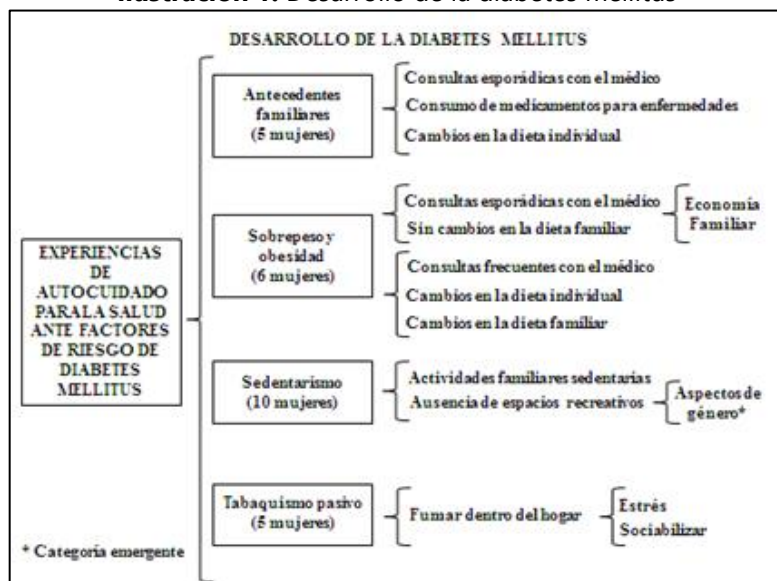 Ilustración 1. Desarrollo de la diabetes mellitus
DESARROLLO DE LA DIABETES MELLITUS
EXPERIENCIAS
DE
AUTOCUIDADO
PARALA SALUD
ANTE FACTORES
DE RIESGO DE
DIABETES
MELLITUS
Antecedentes
familiares
(5 mujeres)
Consultas esporádicas con el médico
Consumo de medicamentos para enfermedades
Cambios en la dieta individual
Sobrepeso y
obesidad
(6 mujeres)
Consultas esporádicas con el médico
Sin cambios en la dieta familiar
Economía
Familiar
Consultas frecuentes con el médico
Cambios en la dieta individual
Cambios en la dieta familiar
Sedentarismo
(10 mujeres)
Actividades familiares sedentarias
Ausencia de espacios recreativos
Aspectos de
género*
Tabaquismo pasivo
(5 mujeres)
Fumar dentro del hogar
Estrés
Sociabilizar
* Categoría emergente